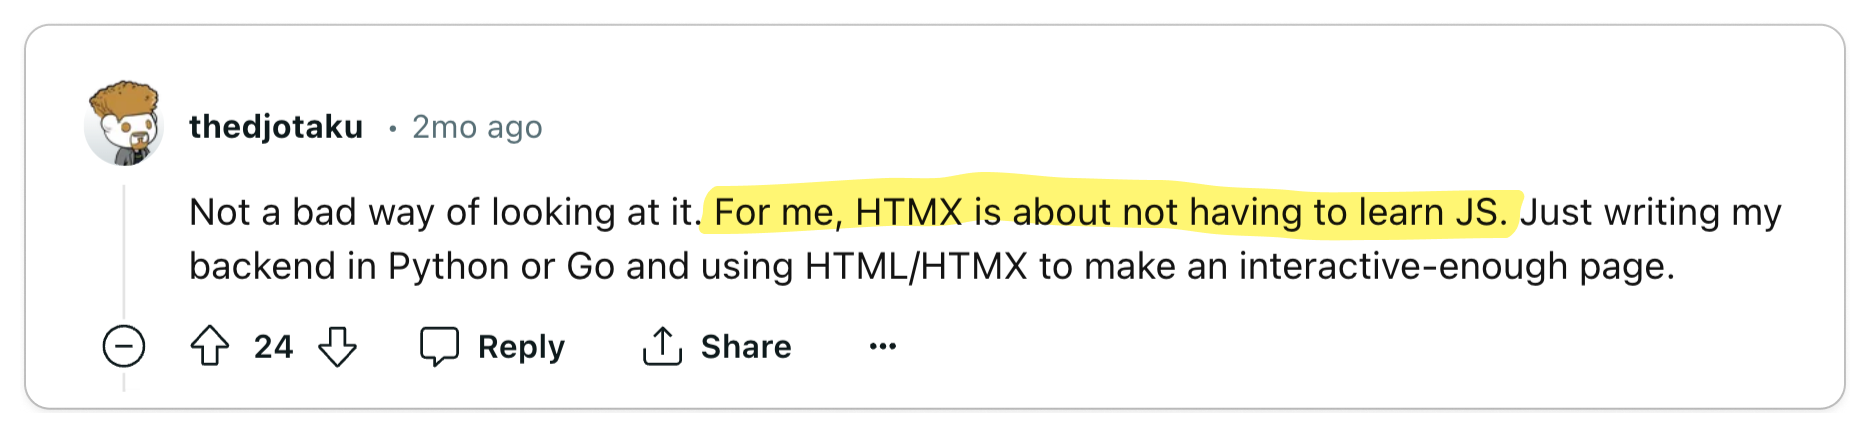 thedjotaku • 2mo ago
Not a bad way of looking at it. For me, HTMX is about not having to learn JS. Just writing my
backend in Python or Go and using HTML/HTMX to make an interactive-enough page.
24 Reply Share ...